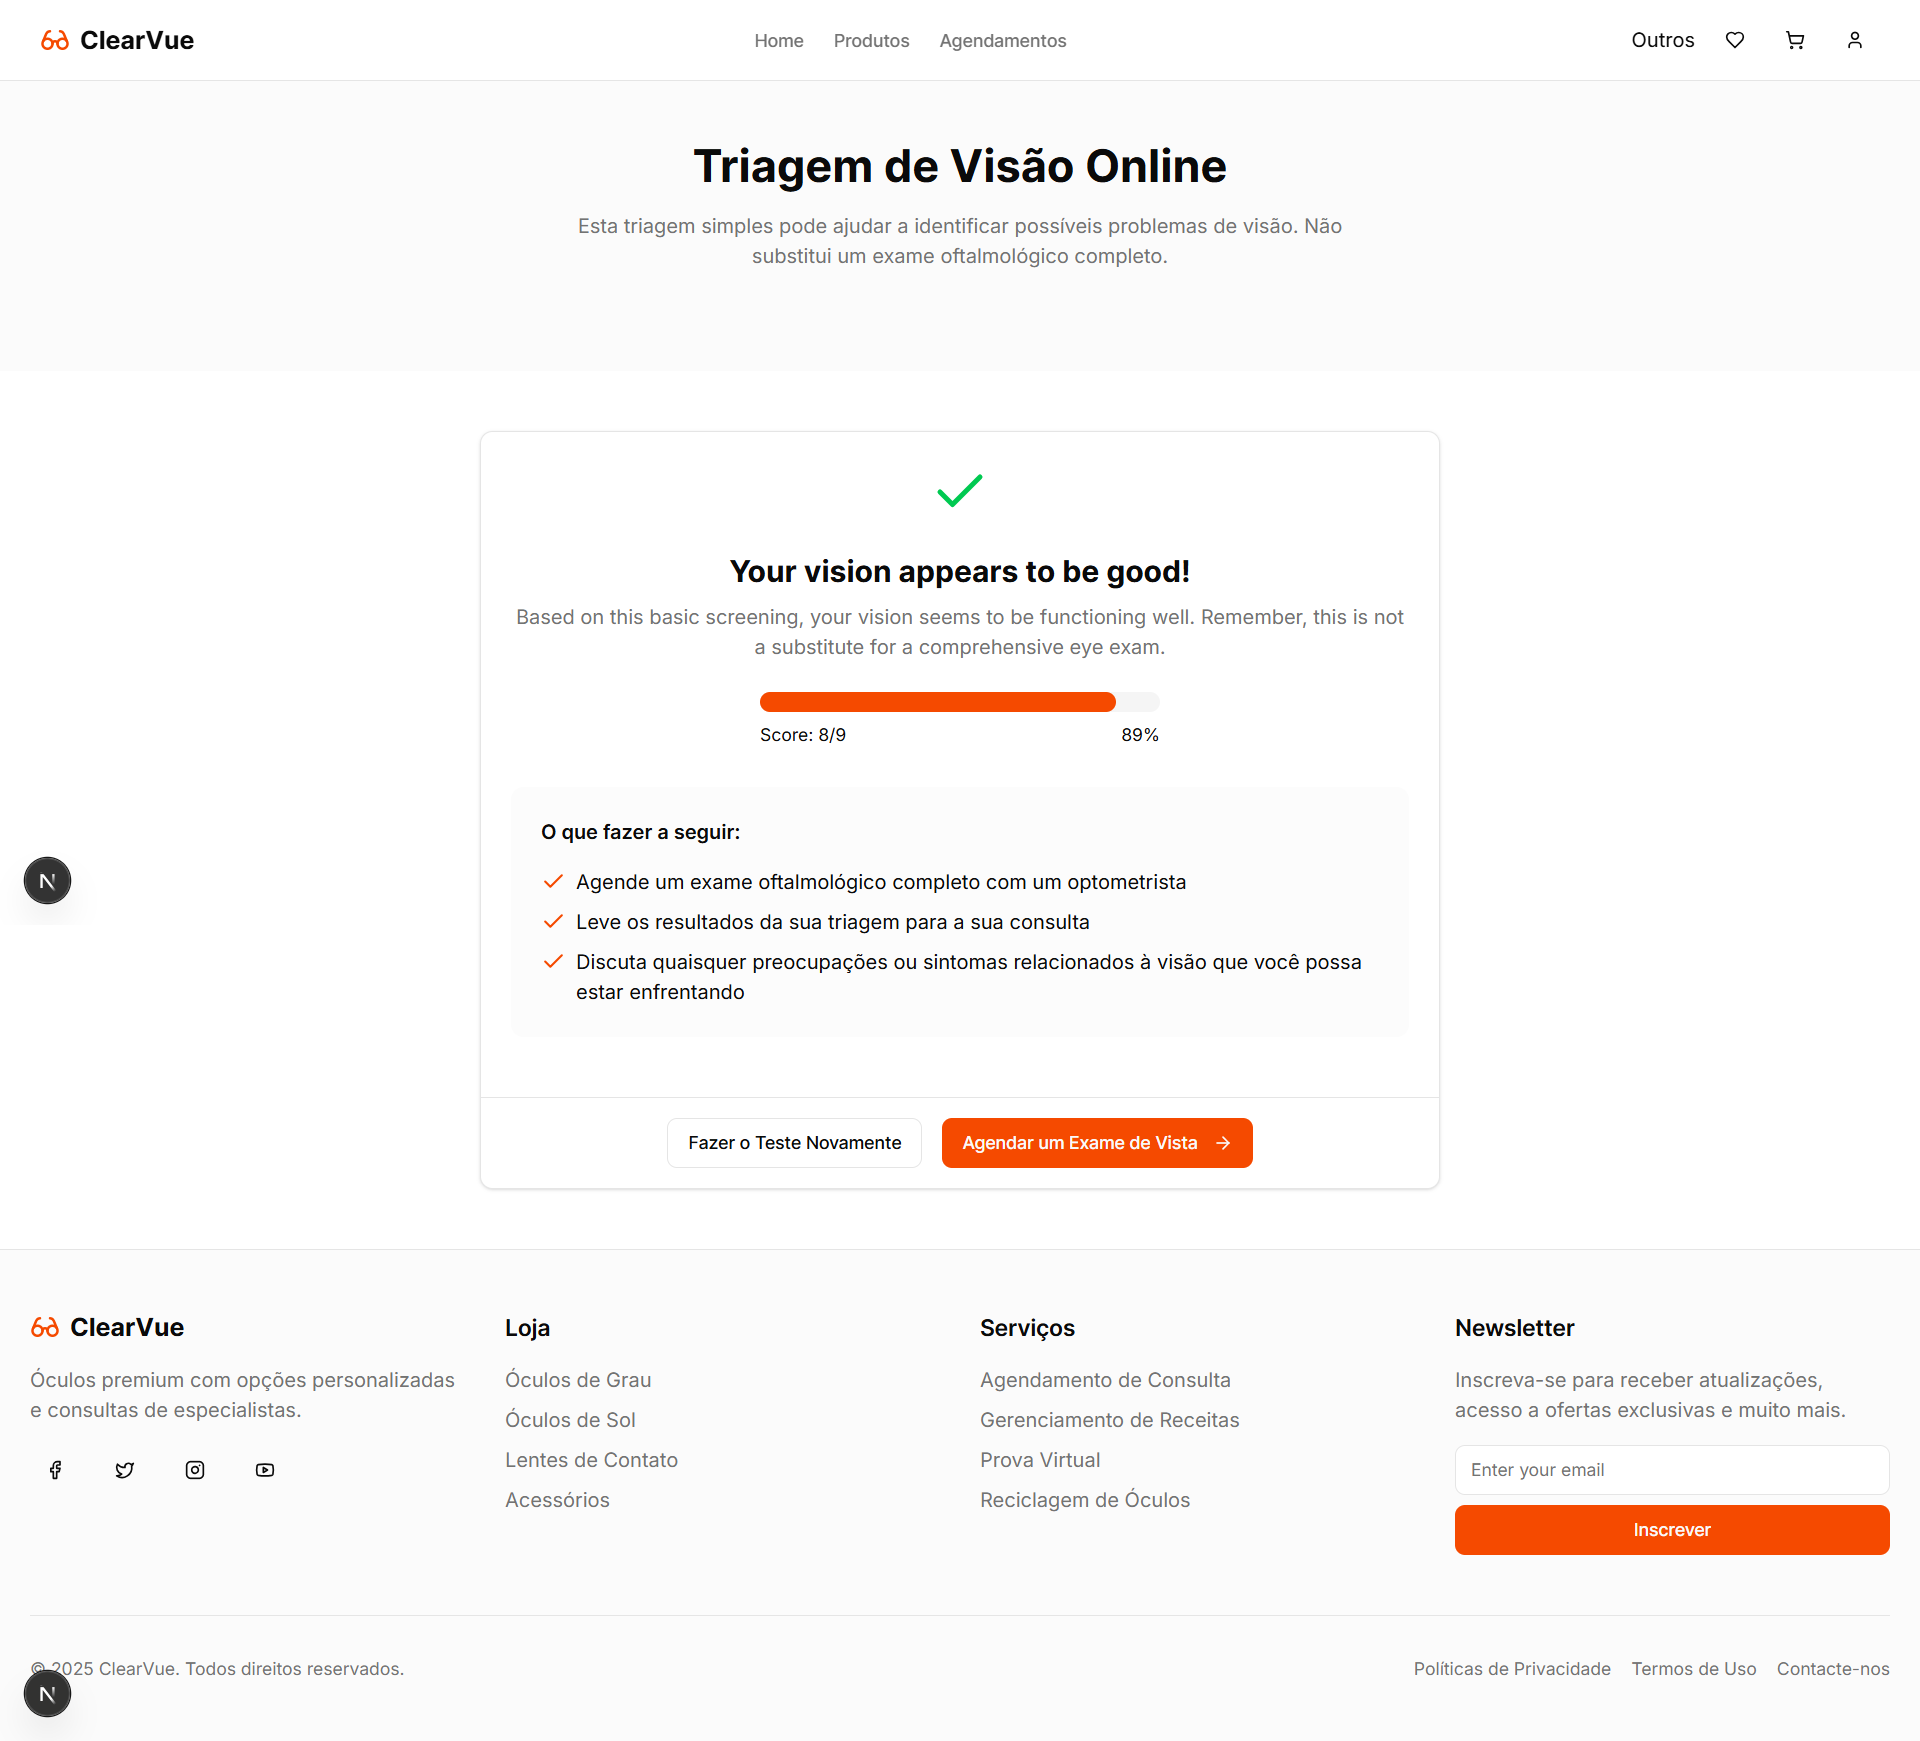 ClearVue
Home Produtos Agendamentos
Outros
Triagem de Visão Online
Esta triagem simples pode ajudar a identificar possíveis problemas de visão. Não
substitui um exame oftalmológico completo.
Your vision appears to be good!
Based on this basic screening, your vision seems to be functioning well. Remember, this is not
a substitute for a comprehensive eye exam.
Score: 8/9 89%
O que fazer a seguir:
Agende um exame oftalmológico completo com um optometrista
Leve os resultados da sua triagem para a sua consulta
Discuta quaisquer preocupações ou sintomas relacionados à visão que você possa
estar enfrentando
N
Fazer o Teste Novamente
Agendar um Exame de Vista
ClearVue
Óculos premium com opções personalizadas
e consultas de especialistas.
Loja
Óculos de Grau
Óculos de Sol
Lentes de Contato
Acessórios
Serviços
Agendamento de Consulta
Gerenciamento de Receitas
Prova Virtual
Reciclagem de Óculos
Newsletter
Inscreva-se para receber atualizações,
acesso a ofertas exclusivas e muito mais.
Enter your email
Inscrever
© 2025 ClearVue. Todos direitos reservados.
Políticas de Privacidade Termos de Uso Contacte-nos
N